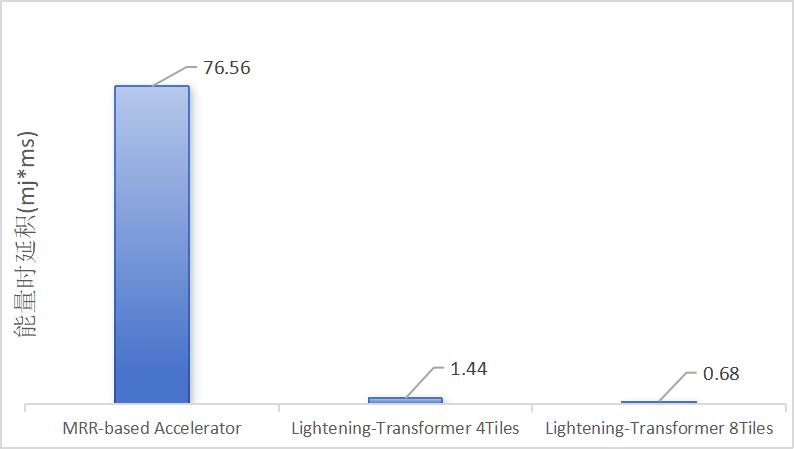 能量时延积(mj*ms)
76.56
1.44
0.68
MRR-based Accelerator
Lightening-Transformer 4Tiles
Lightening-Transformer 8Tiles